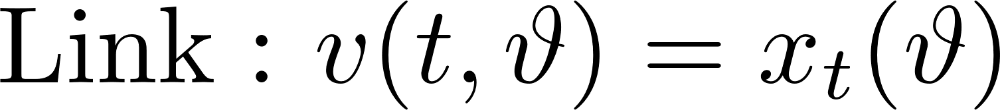 Link : v(t, ϑ) = x_t(ϑ)